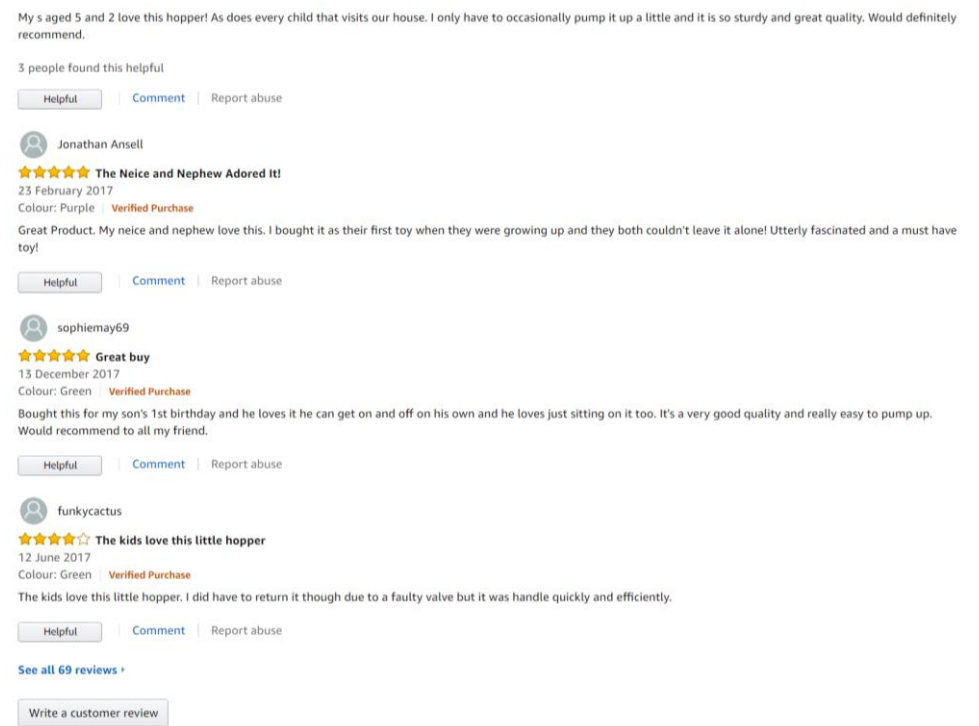 My s aged 5 and 2 love this hopper! As does every child that visits our house. I only have to occasionally pump it up a little and it is so sturdy and great quality. Would definitely
recommend.
3 people found this helpful
Helpful Comment Report abuse
Jonathan Ansell
The Neice and Nephew Adored It!
23 February 2017
Colour: Purple Verified Purchase
Great Product. My neice and nephew love this. I bought it as their first toy when they were growing up and they both couldn't leave it alone! Utterly fascinated and a must have
toy!
Helpful Comment Report abuse
sophiemay69
Great buy
13 December 2017
Colour: Green Verified Purchase
Bought this for my son's 1st birthday and he loves it he can get on and off on his own and he loves just sitting on it too. It's a very good quality and really easy to pump up.
Would recommend to all my friend.
Helpful Comment Report abuse
funkycactus
The kids love this little hopper
12 June 2017
Colour: Green Verified Purchase
The kids love this little hopper. I did have to return it though due to a faulty valve but it was handle quickly and efficiently.
Helpful Comment Report abuse
See all 69 reviews ›
Write a customer review